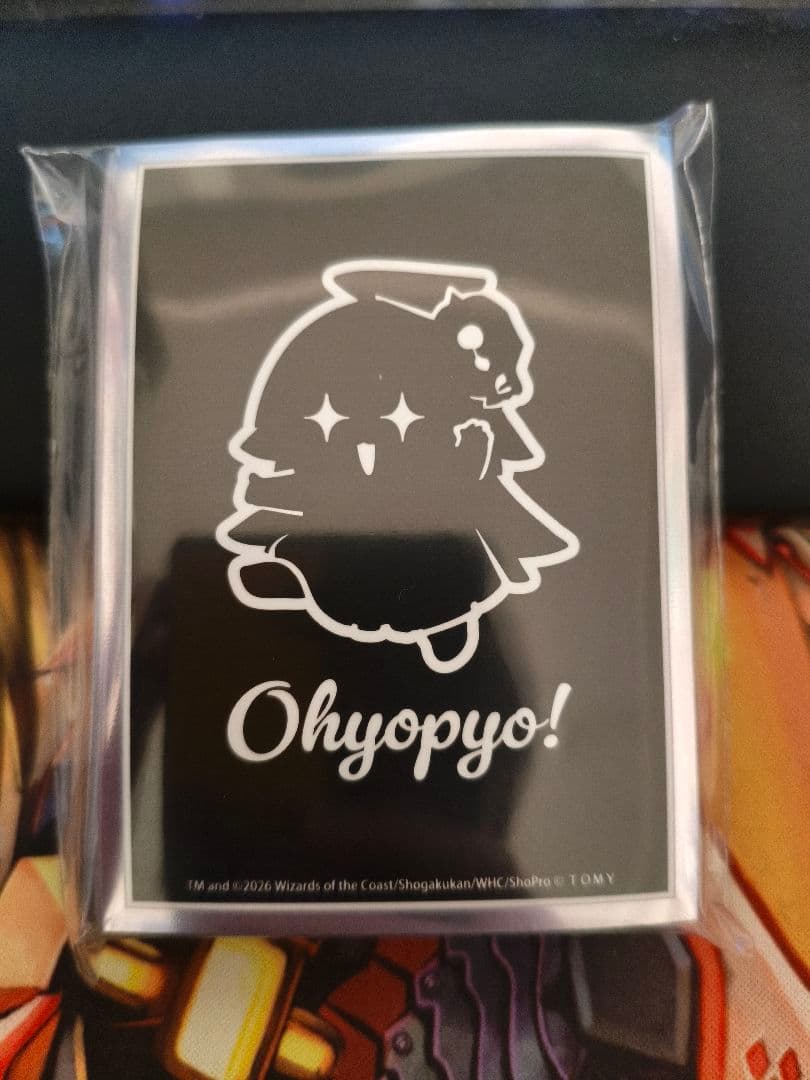 Ohyopyo!
TM and ©2026 Wizards of the Coast/Shogakukan/WHC/ShoPro © TOMY